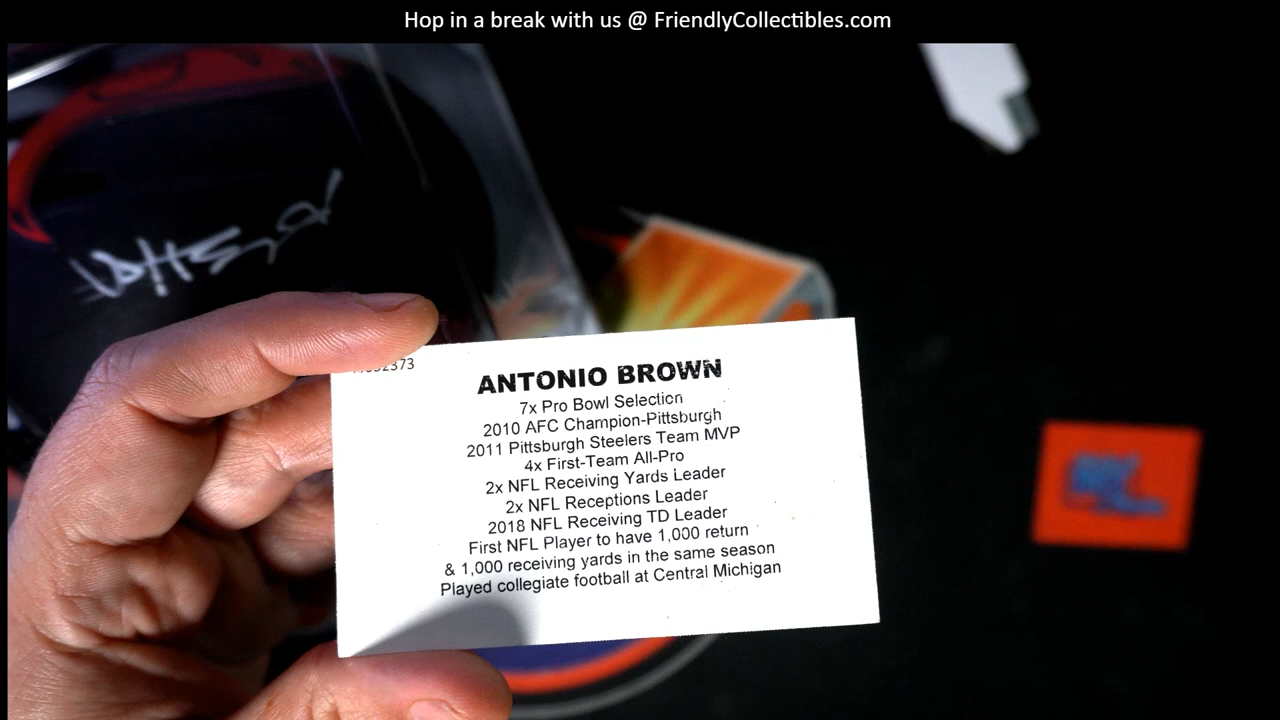 Hop in a break with us @ FriendlyCollectibles.com
ANTONIO BROWN
7x Pro Bowl Selection
2010 AFC Champion-Pittsburgh
2011 Pittsburgh Steelers Team MVP
4x First-Team All-Pro
2x NFL Receiving Yards Leader
2x NFL Receptions Leader
2018 NFL Receiving TD Leader
First NFL Player to have 1,000 return
& 1,000 receiving yards in the same season
Played collegiate football at Central Michigan